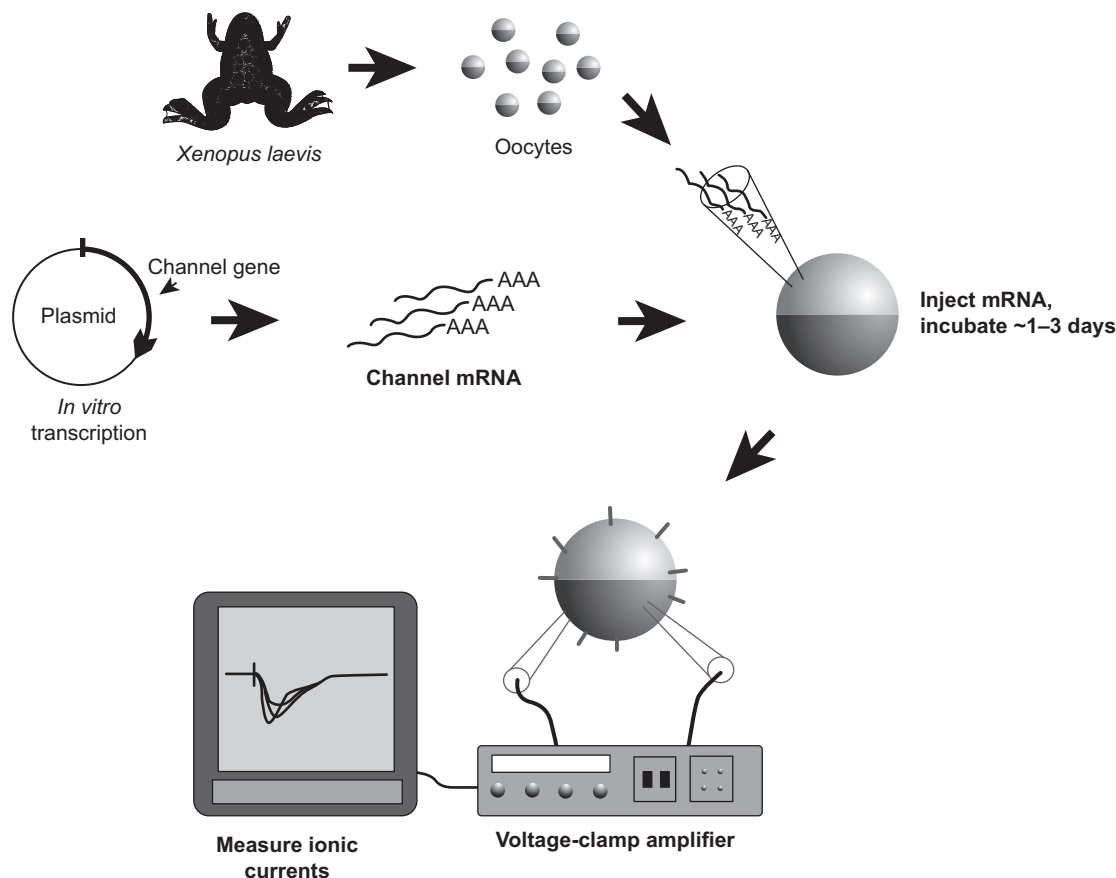 Xenopus laevis
Oocytes
AAA
AAA
AAA
Plasmid
Channel gene
In vitro
transcription
AAA
AAA
AAA
Channel mRNA
Inject mRNA,
incubate ~1–3 days
Measure ionic
currents
Voltage-clamp amplifier